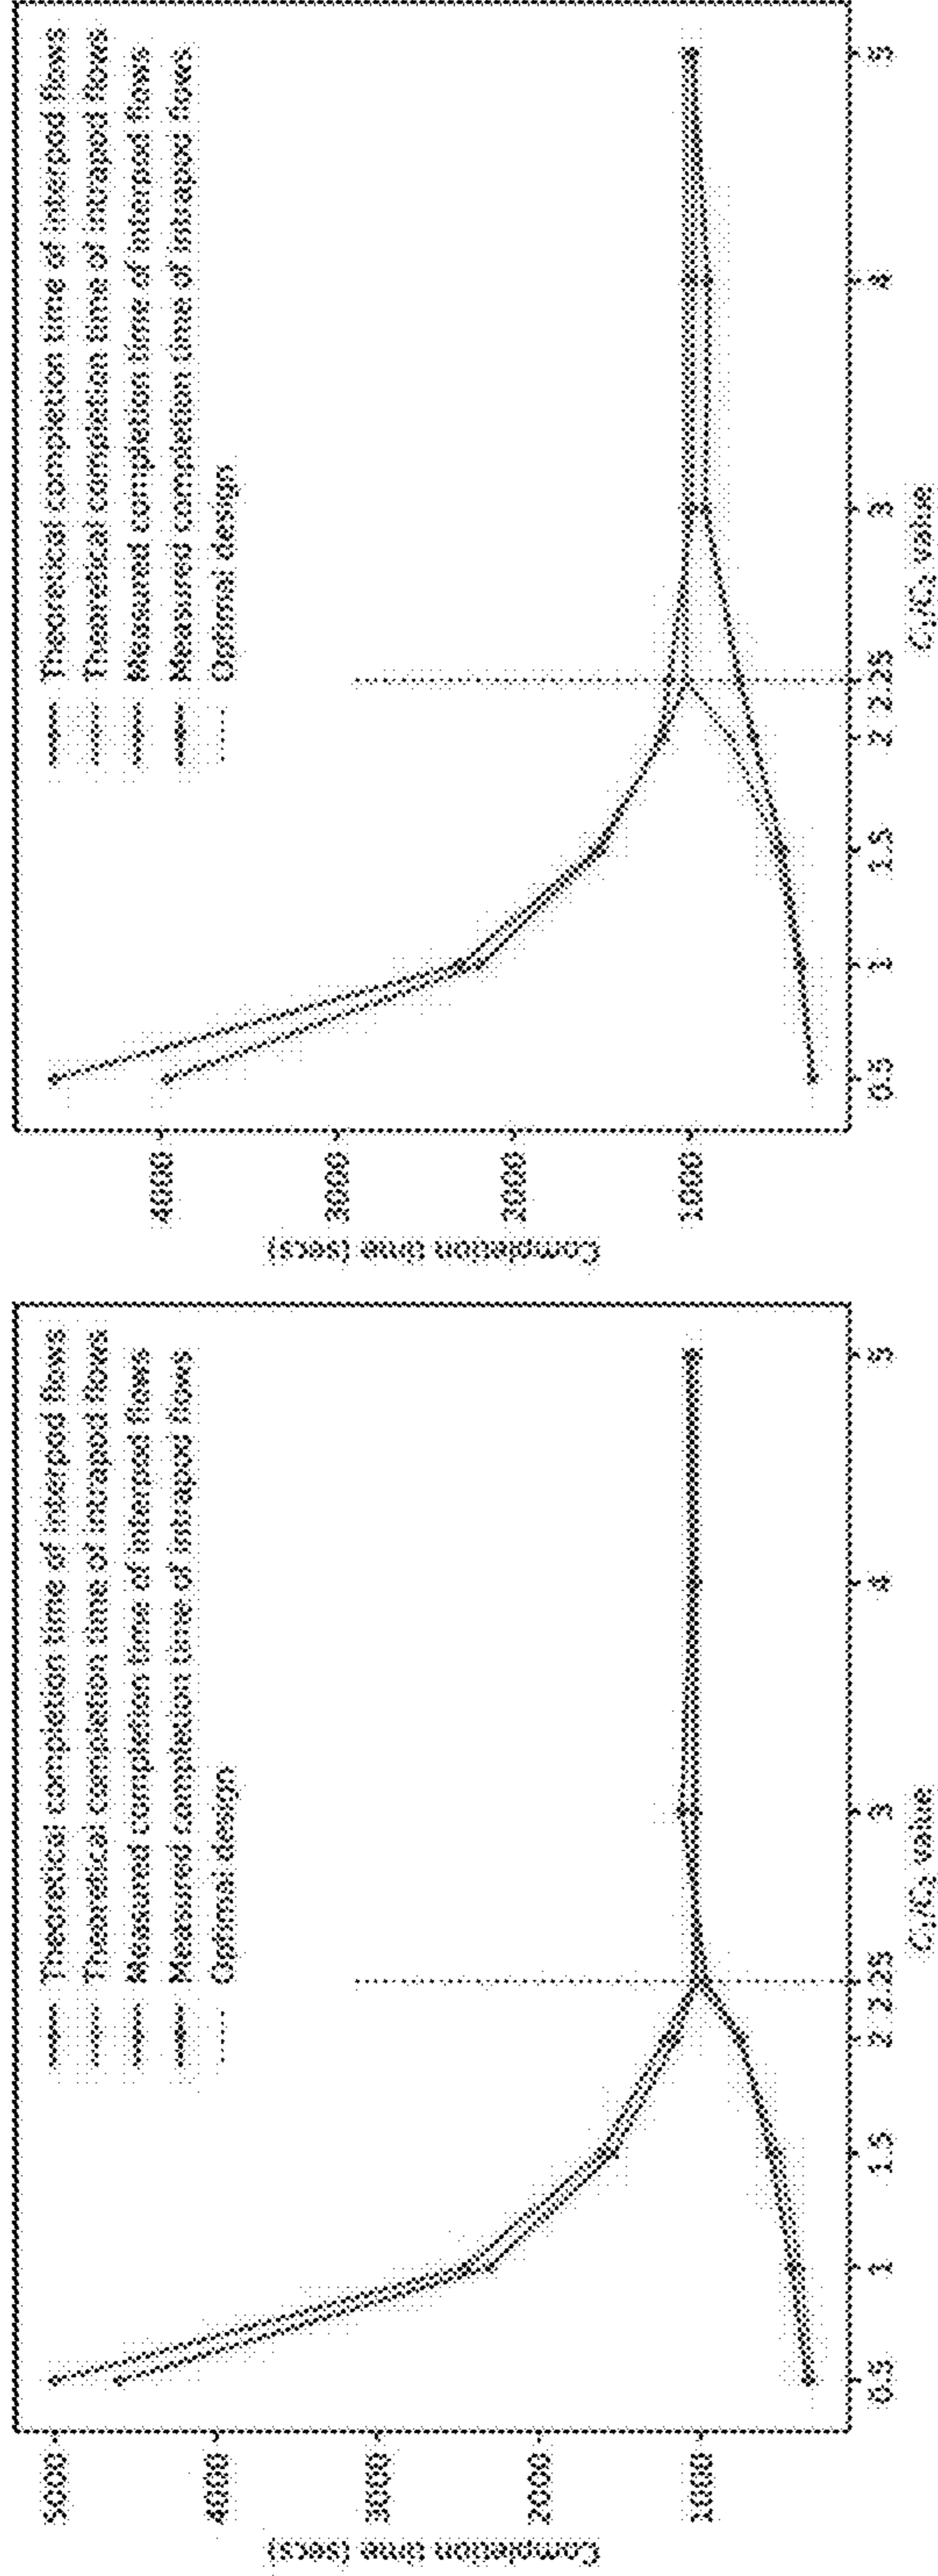 Theoretical completion time of interpod flows
Theoretical completion time of intrapod flows
Measured completion time of interpod flows
Measured completion time of intrapod flows
Optimal design
Completion time (secs)
5000
4000
3000
2000
1000
0.5
1
1.5
2
2.25
3
4
5
C₁/C₂ value
Theoretical completion time of interpod flows
Theoretical completion time of intrapod flows
Measured completion time of interpod flows
Measured completion time of intrapod flows
Optimal design
Completion time (secs)
4000
3000
2000
1000
0.5
1
1.5
2
2.25
3
4
5
C₁/C₂ value